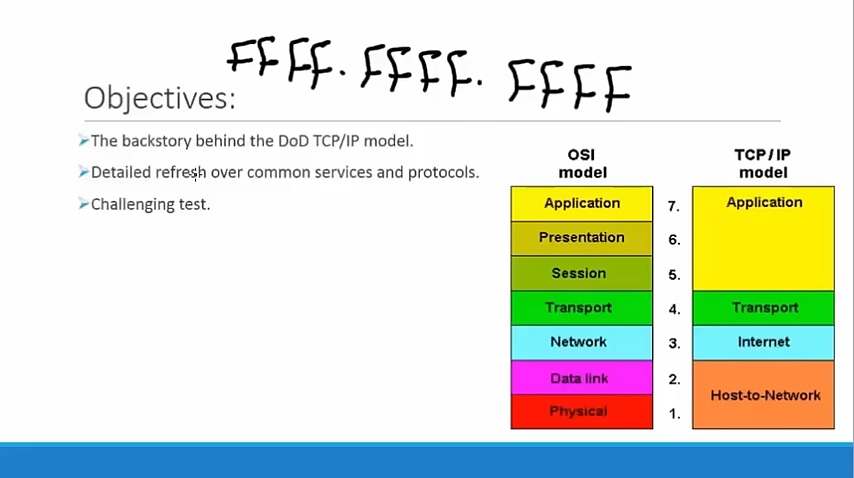 FFFF.FFFF.FFFF
Objectives:
The backstory behind the DoD TCP/IP model.
Detailed refresh over common services and protocols.
Challenging test.
OSI model
TCP/IP model
Application 7. Application
Presentation 6.
Session 5.
Transport 4. Transport
Network 3. Internet
Data link 2.
Host-to-Network
Physical 1.